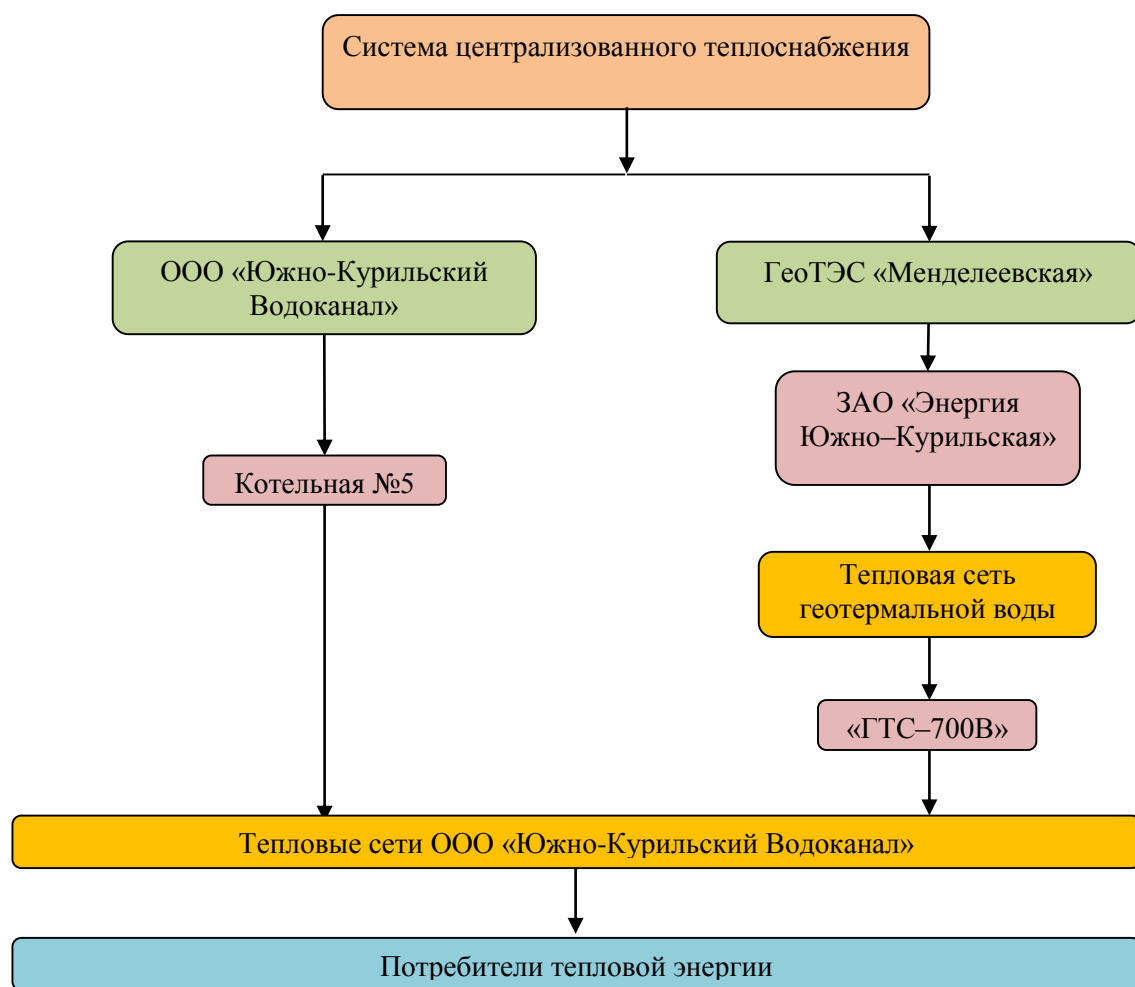 Система централизованного теплоснабжения
ООО «Южно-Курильский
Водоканал»
ГеоТЭС «Менделеевская»
ЗАО «Энергия
Южно–Курильская»
Котельная №5
Тепловая сеть
геотермальной воды
«ГТС–700В»
Тепловые сети ООО «Южно-Курильский Водоканал»
Потребители тепловой энергии